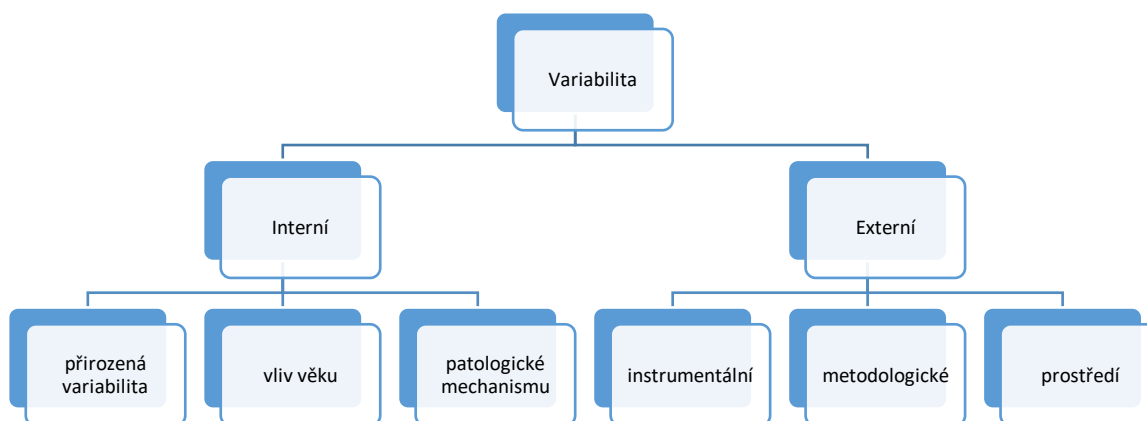 Variabilita
Interní
Externí
přirozená
variabilita
vliv věku
patologické
mechanismu
instrumentální
metodologické
prostředí